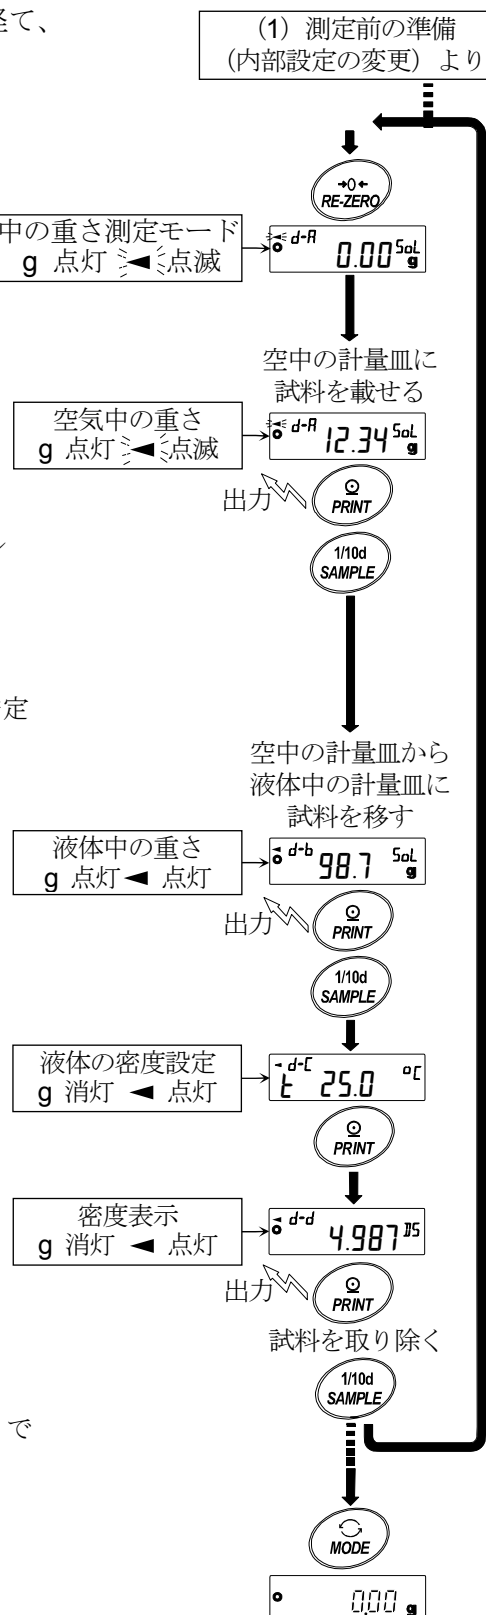 経て、
(1) 測定前の準備
(内部設定の変更) より
→0←
RE-ZERO
中の重さ測定モード
g 点灯 ◄ 点滅
d-A 0.00 SoL g
空中の計量皿に
試料を載せる
空気中の重さ
g 点灯 ◄ 点滅
d-A 12.34 SoL g
出力
PRINT
1/10d
SAMPLE
定
空中の計量皿から
液体中の計量皿に
試料を移す
液体中の重さ
g 点灯 ◄ 点灯
d-b 98.7 SoL g
出力
PRINT
1/10d
SAMPLE
液体の密度設定
g 消灯 ◄ 点灯
d-C t 25.0 °C
PRINT
密度表示
g 消灯 ◄ 点灯
d-d 4.987 DS
出力
PRINT
試料を取り除く
1/10d
SAMPLE
で
MODE
0.00 g